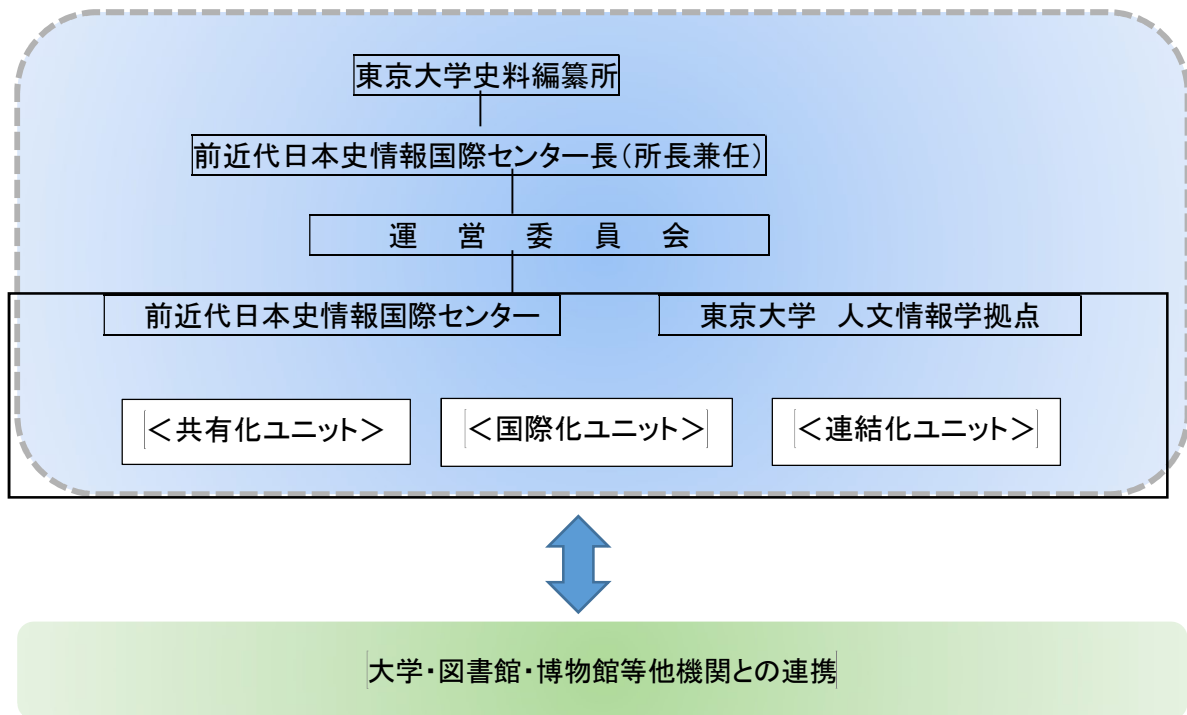 東京大学史料編纂所
前近代日本史情報国際センター長(所長兼任)
運 営 委 員 会
前近代日本史情報国際センター
東京大学 人文情報学拠点
<共有化ユニット>
<国際化ユニット>
<連結化ユニット>
大学・図書館・博物館等他機関との連携